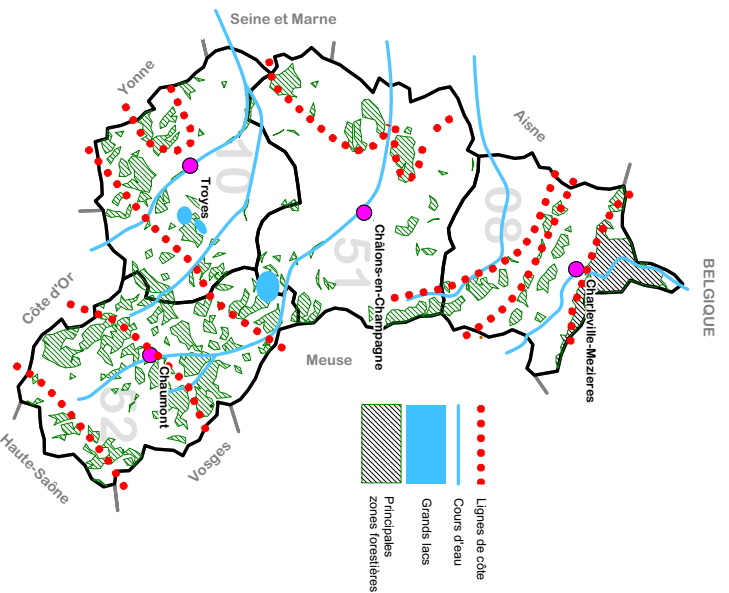 Seine et Marne
Yonne
Aisne
10
08
Troyes
51
Châlons-en-Champagne
BELGIQUE
Charleville-Mezieres
Côte d'Or
Meuse
Chaumont
52
Haute-Saône
Vosges
Lignes de côte
Cours d'eau
Grands lacs
Principales
zones forestières